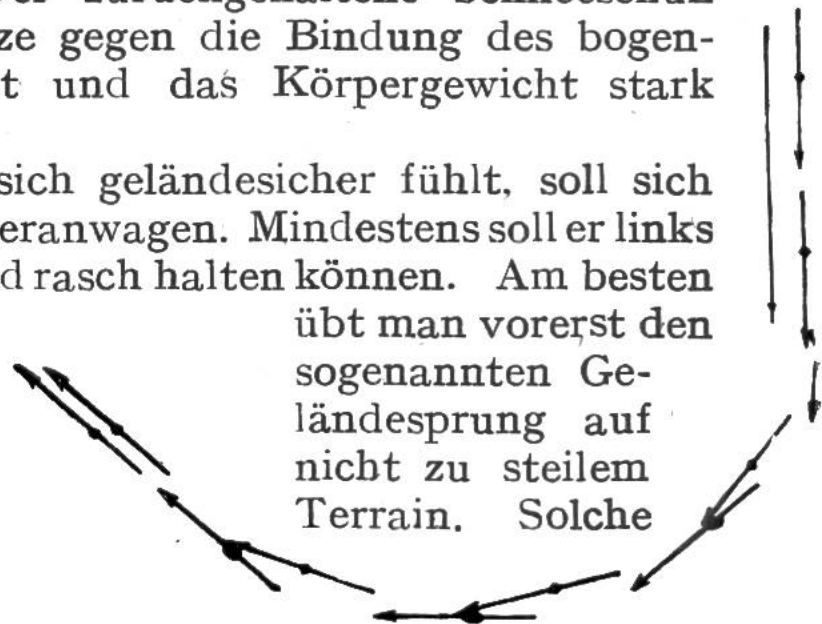 ze gegen die Bindung des bogen-
t und das Körpergewicht stark
sich geländesicher fühlt, soll sich
eranwagen. Mindestens soll er links
d rasch halten können. Am besten
übt man vorerst den
sogenannten Ge-
ländesprung auf
nicht zu steilem
Terrain. Solche